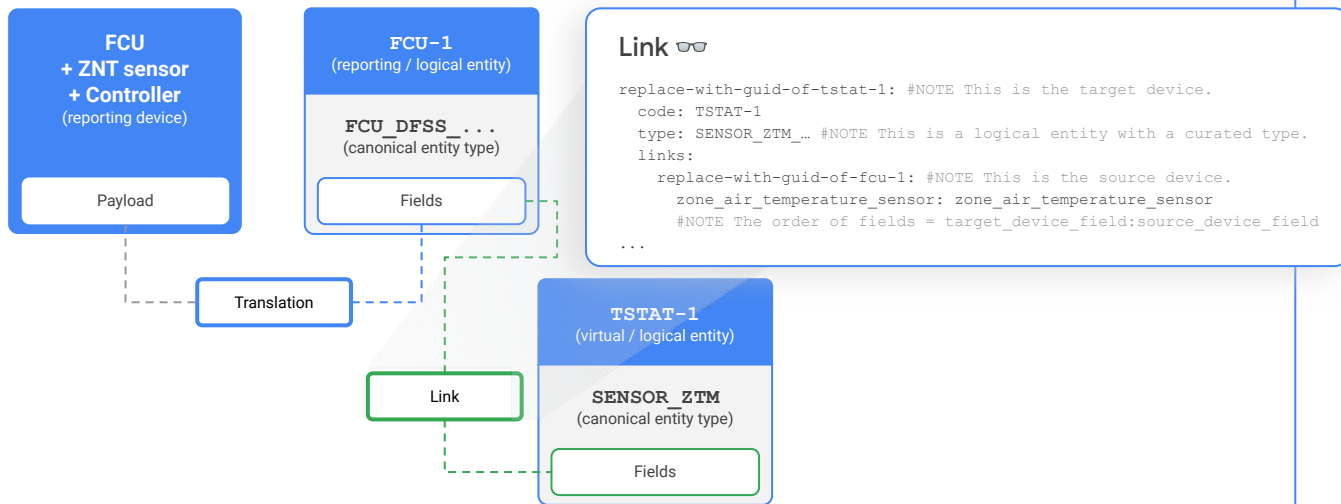 FCU
+ ZNT sensor
+ Controller
(reporting device)
Payload
FCU-1
(reporting / logical entity)
FCU_DFSS_...
(canonical entity type)
Fields
Translation
Link
TSTAT-1
(virtual / logical entity)
SENSOR_ZTM
(canonical entity type)
Fields
Link 👓
replace-with-guid-of-tstat-1: #NOTE This is the target device.
code: TSTAT-1
type: SENSOR_ZTM_… #NOTE This is a logical entity with a curated type.
links:
replace-with-guid-of-fcu-1: #NOTE This is the source device.
zone_air_temperature_sensor: zone_air_temperature_sensor
#NOTE The order of fields = target_device_field:source_device_field
...